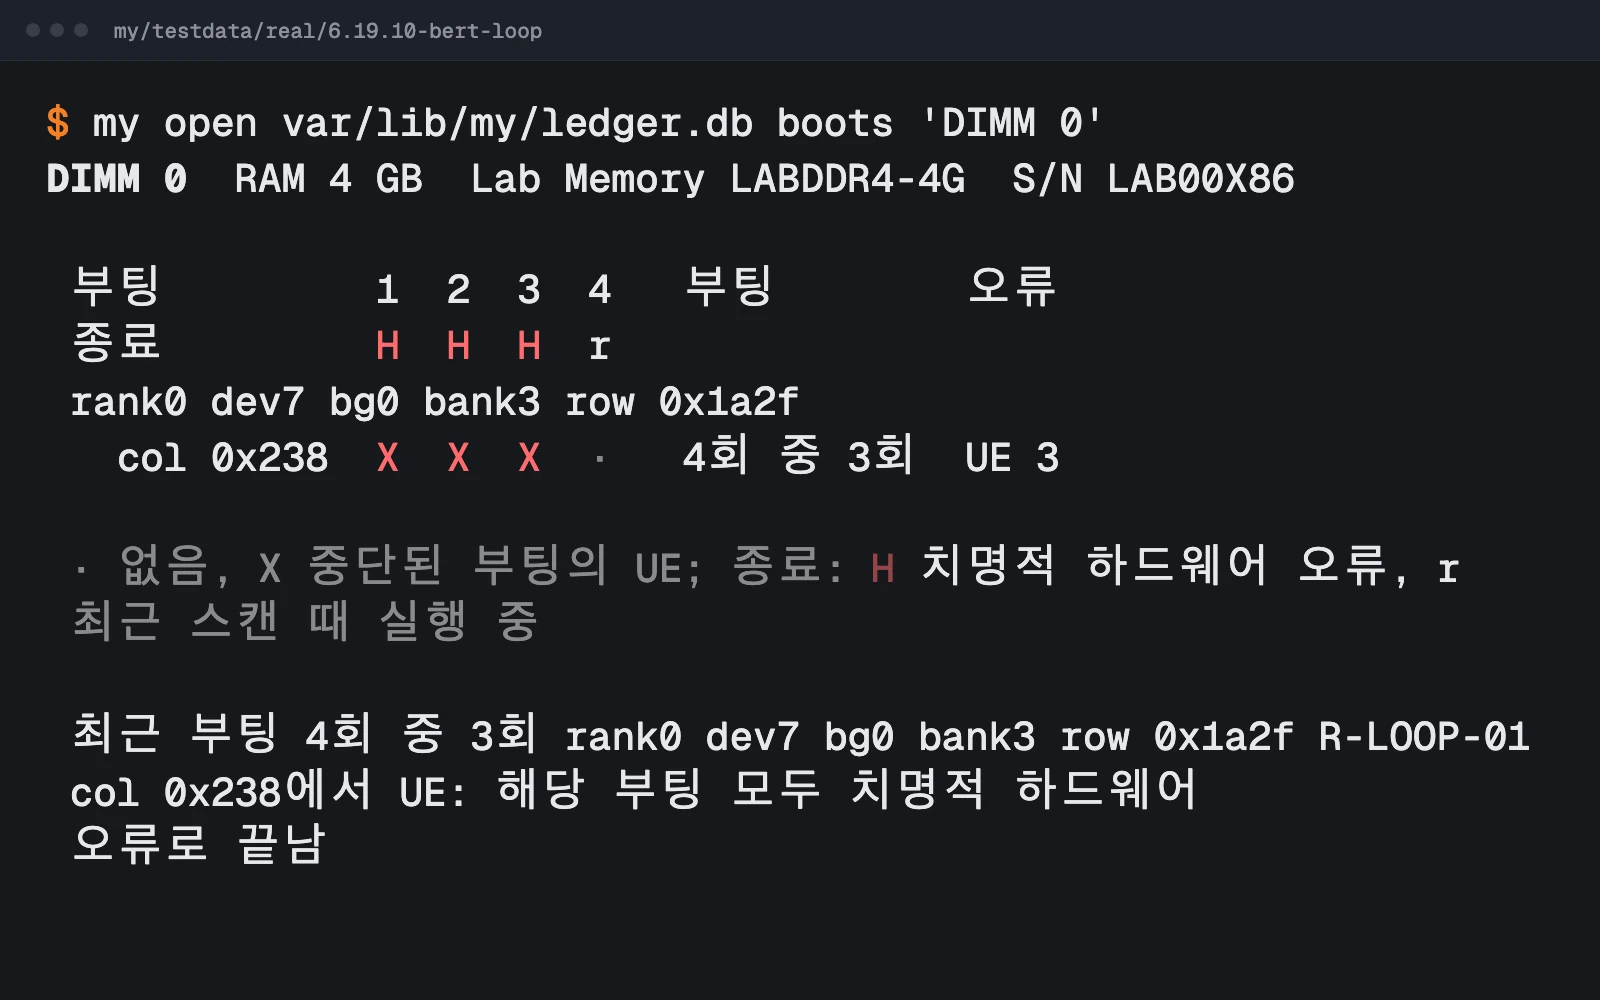 my/testdata/real/6.19.10-bert-loop
$ my open var/lib/my/ledger.db boots 'DIMM 0'
DIMM 0  RAM 4 GB  Lab Memory LABDDR4-4G  S/N LAB00X86
부팅 1 2 3 4 부팅 오류
종료 H H H r
rank0 dev7 bg0 bank3 row 0x1a2f
col 0x238 X X X · 4회 중 3회 UE 3
· 없음, X 중단된 부팅의 UE; 종료: H 치명적 하드웨어 오류, r
최근 스캔 때 실행 중
최근 부팅 4회 중 3회 rank0 dev7 bg0 bank3 row 0x1a2f R-LOOP-01
col 0x238에서 UE: 해당 부팅 모두 치명적 하드웨어
오류로 끝남